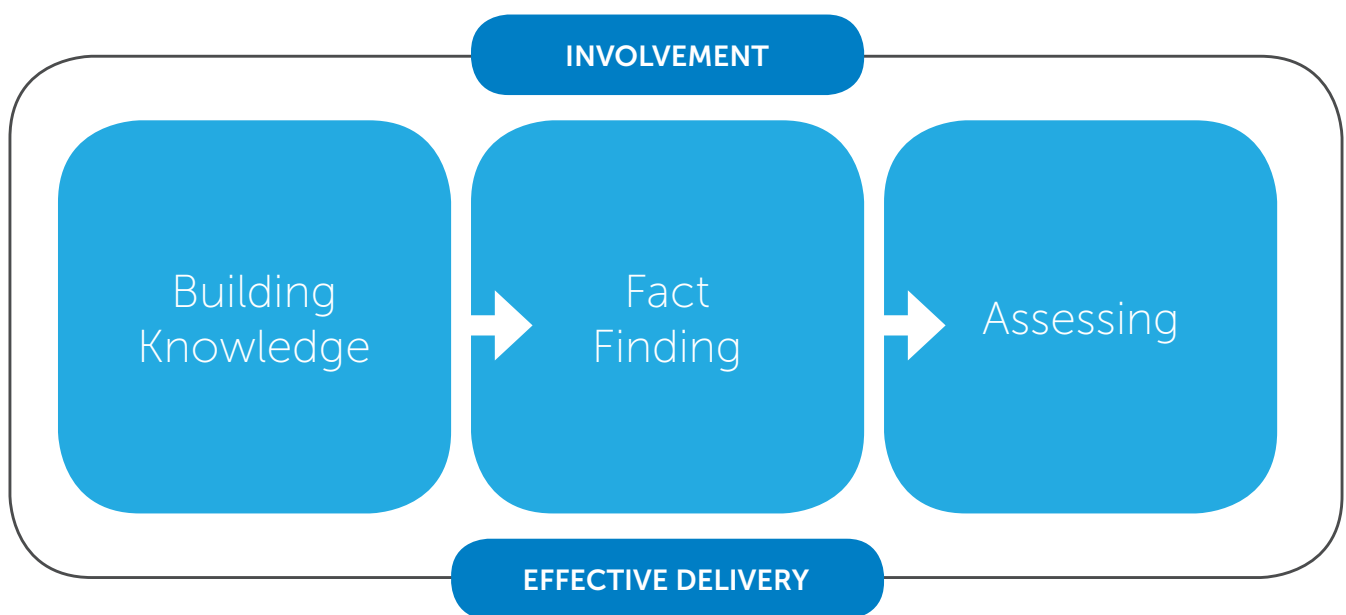 INVOLVEMENT
Building
Knowledge
Fact
Finding
Assessing
EFFECTIVE DELIVERY